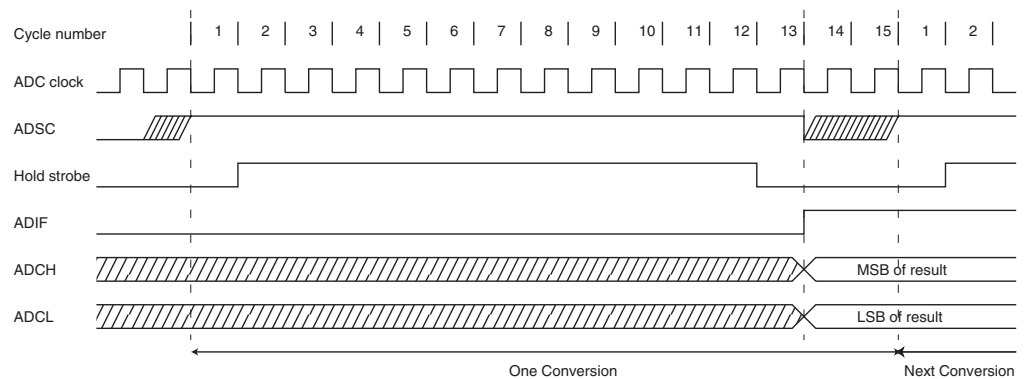 Cycle number 1 2 3 4 5 6 7 8 9 10 11 12 13 14 15 1 2
ADC clock
ADSC
Hold strobe
ADIF
ADCH MSB of result
ADCL LSB of result
One Conversion Next Conversion